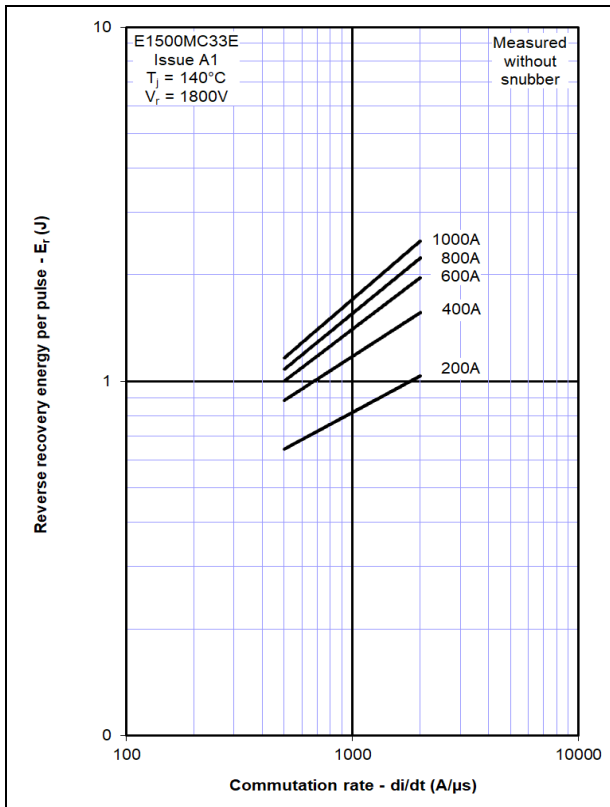 10
E1500MC33E
Issue A1
Tj = 140°C
Vr = 1800V
Measured
without
snubber
1000A
800A
600A
400A
200A
1
0
100
1000
10000
Reverse recovery energy per pulse - Er (J)
Commutation rate - di/dt (A/µs)